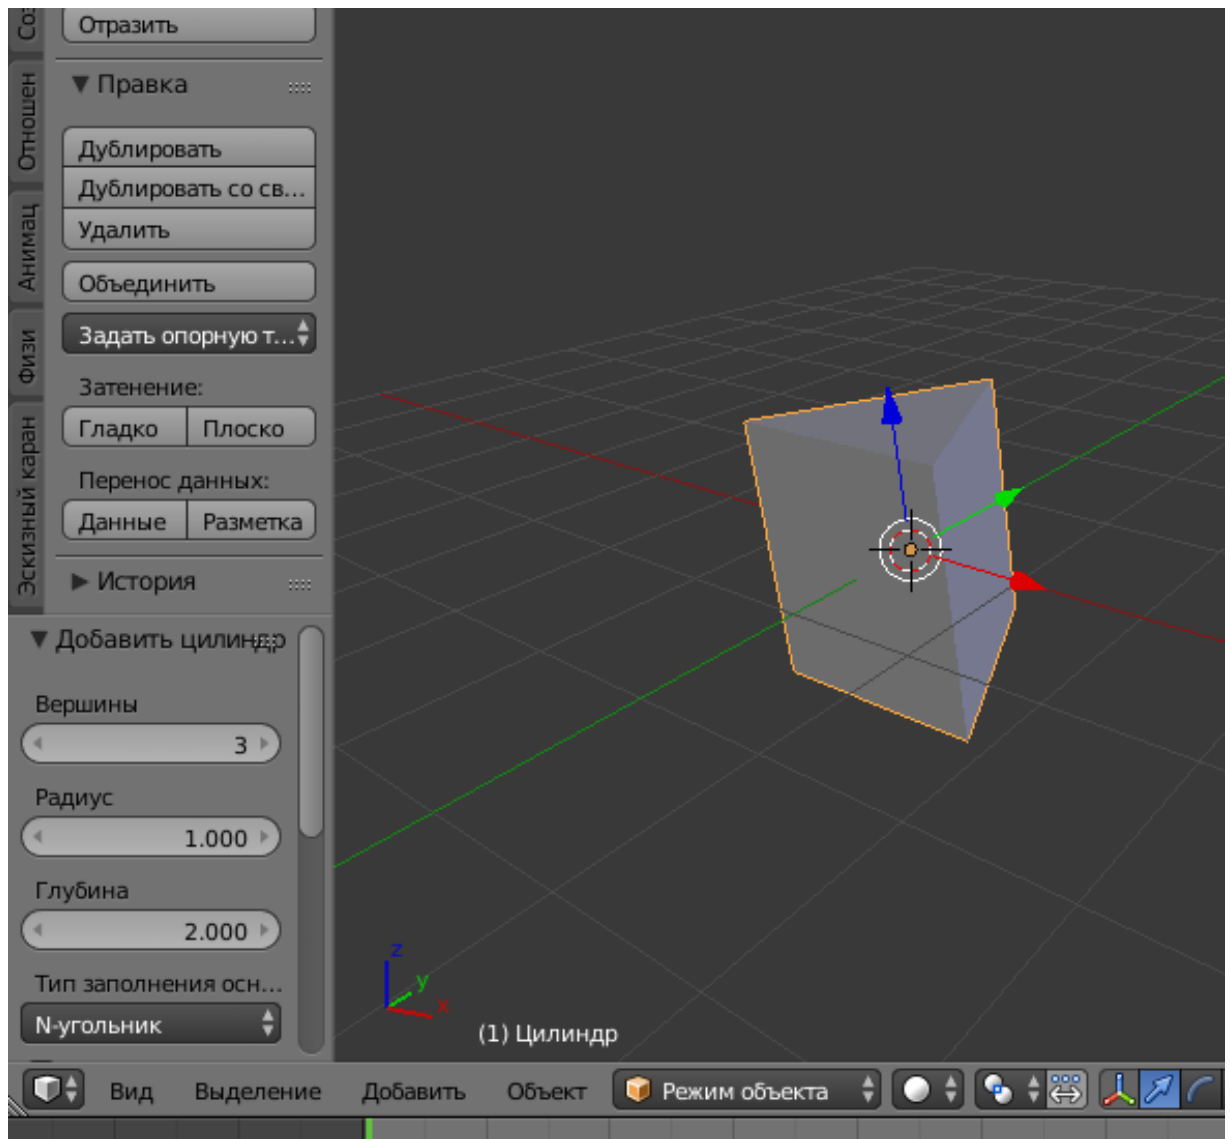 Соз
Отношен
Анимац
Физи
Эскизный каран
Отразить
Правка
Дублировать
Дублировать со св...
Удалить
Объединить
Задать опорную т...
Затенение:
Гладко Плоско
Перенос данных:
Данные Разметка
История
Добавить цилиндр
Вершины
3
Радиус
1.000
Глубина
2.000
Тип заполнения осн...
N-угольник
z
y
x
(1) Цилиндр
Вид Выделение Добавить Объект Режим объекта